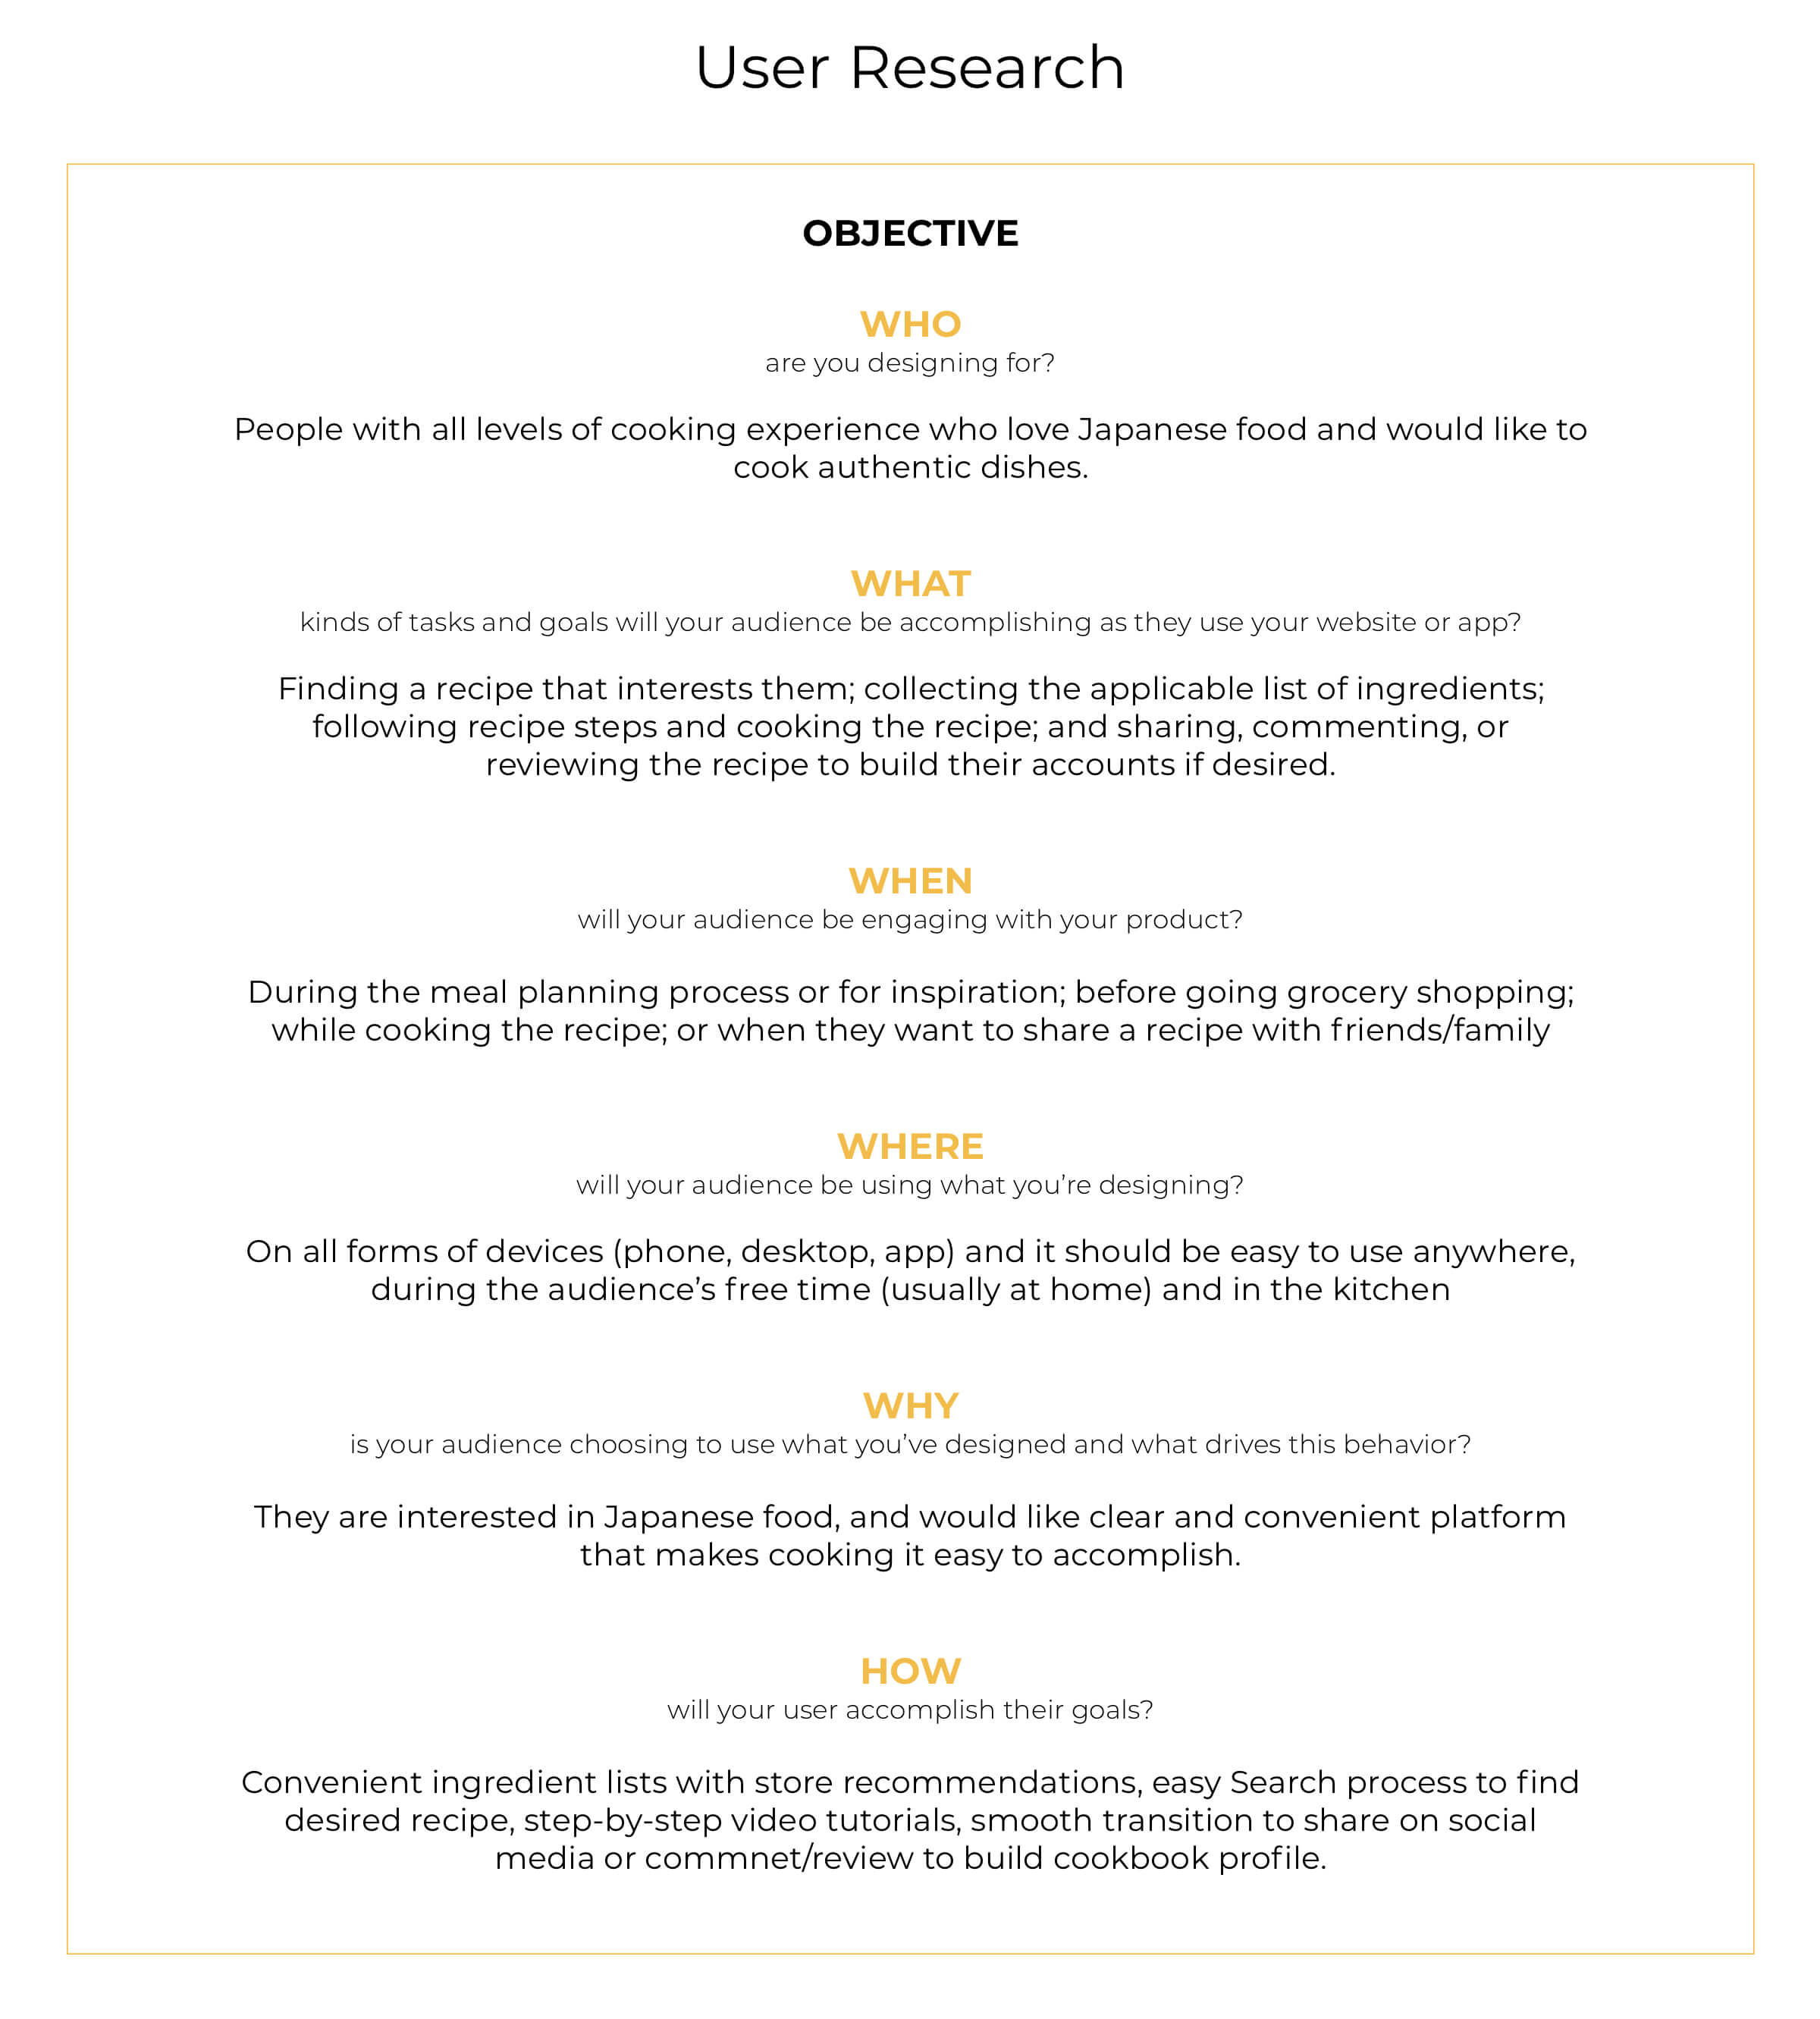 User Research
OBJECTIVE
WHO
are you designing for?
People with all levels of cooking experience who love Japanese food and would like to
cook authentic dishes.
WHAT
kinds of tasks and goals will your audience be accomplishing as they use your website or app?
Finding a recipe that interests them; collecting the applicable list of ingredients;
following recipe steps and cooking the recipe; and sharing, commenting, or
reviewing the recipe to build their accounts if desired.
WHEN
will your audience be engaging with your product?
During the meal planning process or for inspiration; before going grocery shopping;
while cooking the recipe; or when they want to share a recipe with friends/family
WHERE
will your audience be using what you’re designing?
On all forms of devices (phone, desktop, app) and it should be easy to use anywhere,
during the audience’s free time (usually at home) and in the kitchen
WHY
is your audience choosing to use what you’ve designed and what drives this behavior?
They are interested in Japanese food, and would like clear and convenient platform
that makes cooking it easy to accomplish.
HOW
will your user accomplish their goals?
Convenient ingredient lists with store recommendations, easy Search process to find
desired recipe, step-by-step video tutorials, smooth transition to share on social
media or commnet/review to build cookbook profile.